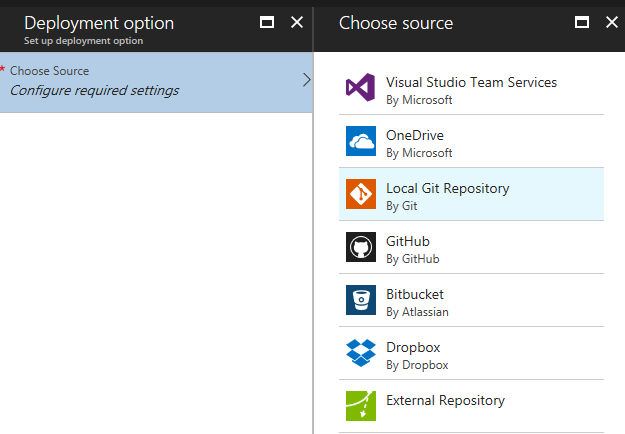 Deployment option
Set up deployment option
* Choose Source
Configure required settings
Choose source
Visual Studio Team Services
By Microsoft
OneDrive
By Microsoft
Local Git Repository
By Git
GitHub
By GitHub
Bitbucket
By Atlassian
Dropbox
By Dropbox
External Repository